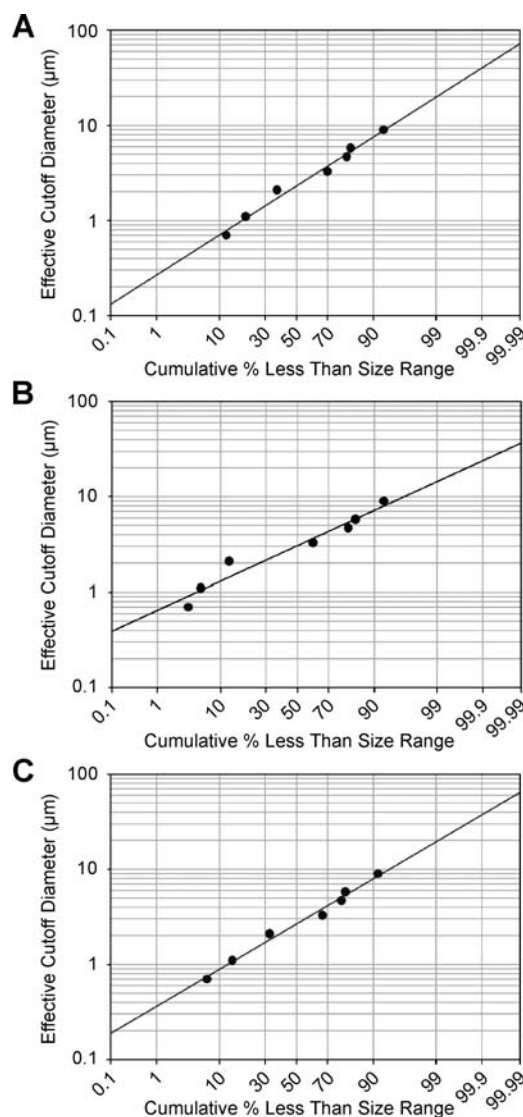 A
Effective Cutoff Diameter (µm)
100
10
1
0.1
0.1 1 10 30 50 70 90 99 99.9 99.99
Cumulative % Less Than Size Range
B
Effective Cutoff Diameter (µm)
100
10
1
0.1
0.1 1 10 30 50 70 90 99 99.9 99.99
Cumulative % Less Than Size Range
C
Effective Cutoff Diameter (µm)
100
10
1
0.1
0.1 1 10 30 50 70 90 99 99.9 99.99
Cumulative % Less Than Size Range